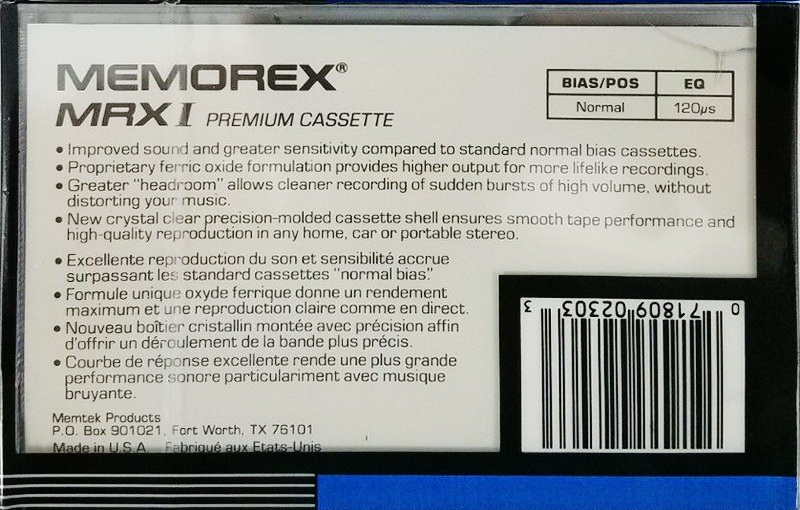 MEMOREX®
MRX I PREMIUM CASSETTE
BIAS/POS EQ
Normal 120µs
• Improved sound and greater sensitivity compared to standard normal bias cassettes.
• Proprietary ferric oxide formulation provides higher output for more lifelike recordings.
• Greater "headroom" allows cleaner recording of sudden bursts of high volume, without
distorting your music.
• New crystal clear precision-molded cassette shell ensures smooth tape performance and
high-quality reproduction in any home, car or portable stereo.
• Excellente reproduction du son et sensibilité accrue
surpassant les standard cassettes "normal bias."
• Formule unique oxyde ferrique donne un rendement
maximum et une reproduction claire comme en direct.
• Nouveau boîtier cristallin montée avec précision affin
d'offrir un déroulement de la bande plus précis.
• Courbe de réponse excellente rende une plus grande
performance sonore particulariment avec musique
bruyante.
Memtek Products
P.O. Box 901021, Fort Worth, TX 76101
Made in U.S.A. Fabriqué aux Etats-Unis
0 71809 02303 3